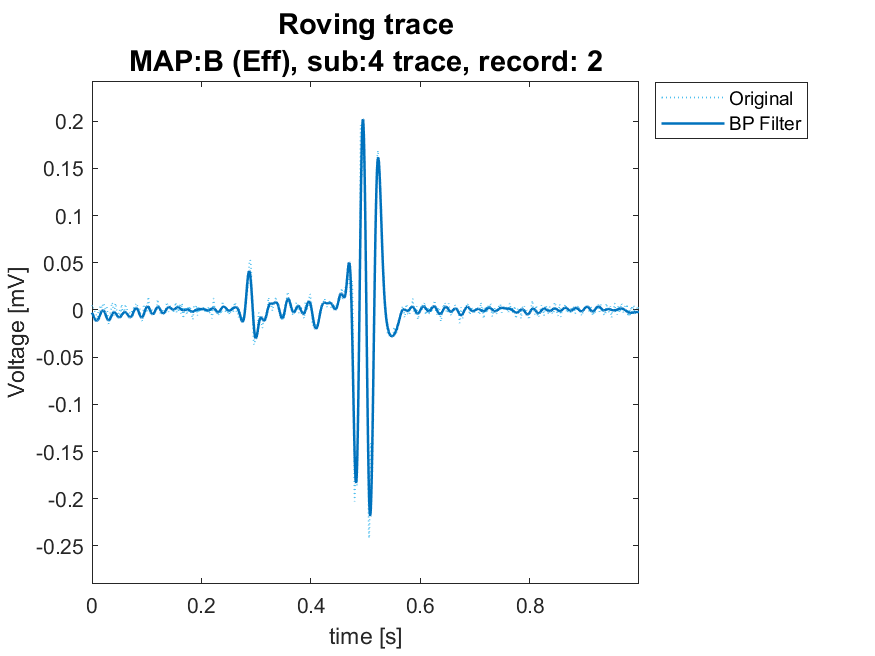 Roving trace
MAP:B (Eff), sub:4 trace, record: 2
Original
BP Filter
0.2
0.15
0.1
0.05
0
-0.05
-0.1
-0.15
-0.2
-0.25
Voltage [mV]
0
0.2
0.4
0.6
0.8
time [s]